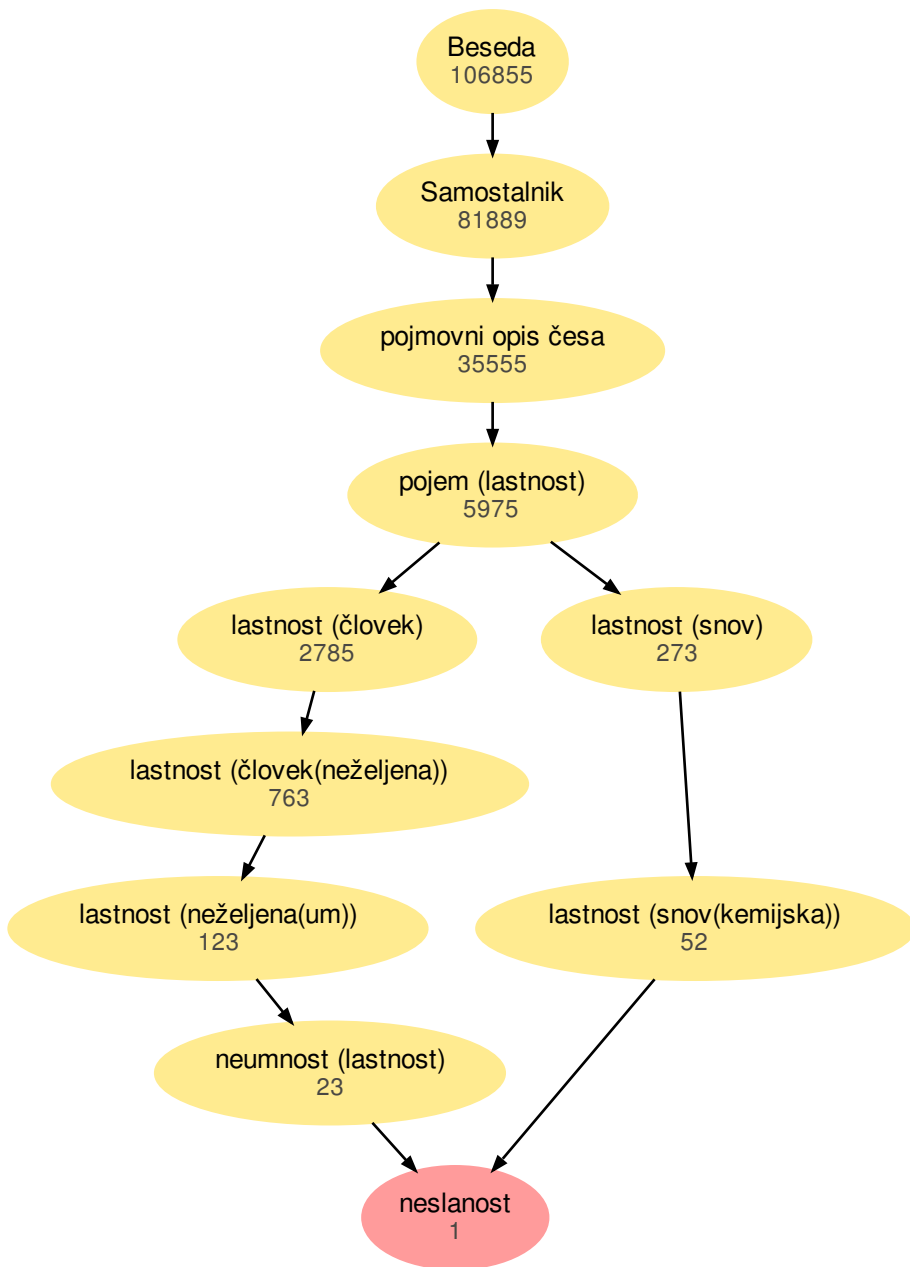 Beseda
106855
Samostalnik
81889
pojmovni opis česa
35555
pojem (lastnost)
5975
lastnost (človek)
2785
lastnost (snov)
273
lastnost (človek(neželjena))
763
lastnost (neželjena(um))
123
lastnost (snov(kemijska))
52
neumnost (lastnost)
23
neslanost
1